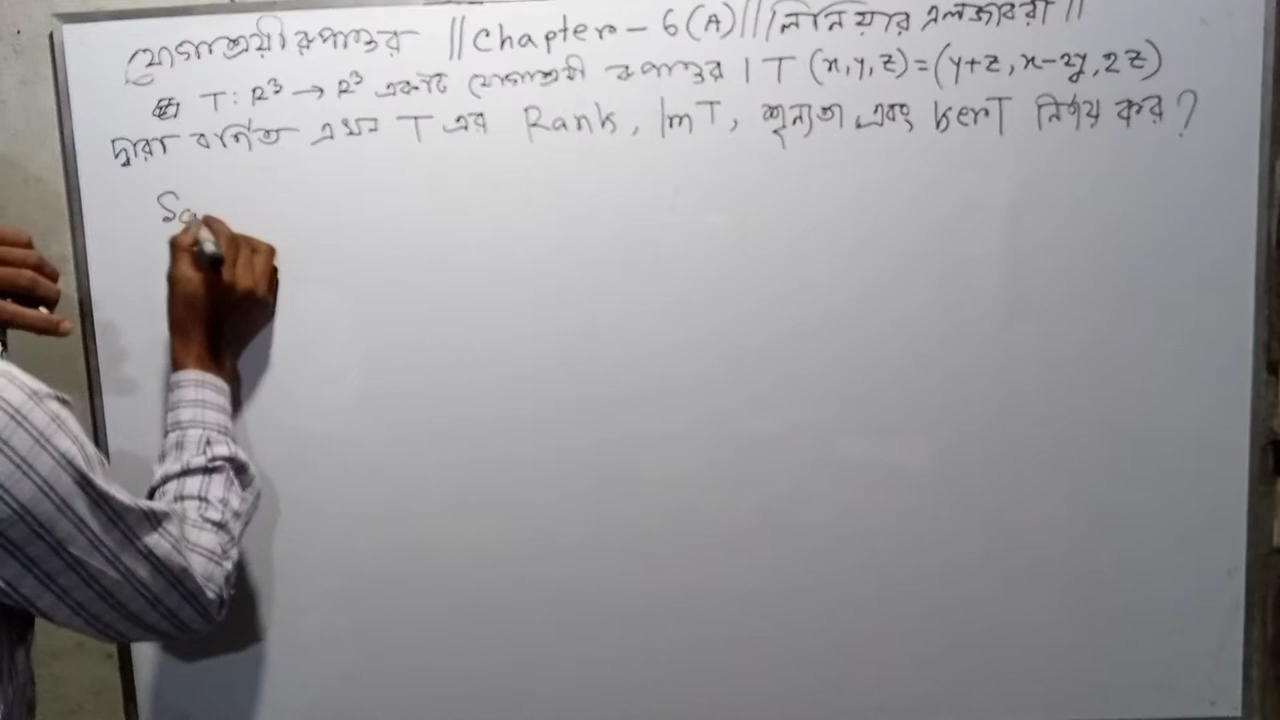 যোগাশ্রয়ী রূপান্তর || Chapter - 6(A) || লিনিয়ার এলজাবরা ||
T: R³ → R³ একটি যোগাশ্রয়ী রূপান্তর । T (x,y,z)=(y+z, x-2y, 2z)
দ্বারা বর্ণিত এখন T এর Rank, ImT, শূন্যতা এবং kerT নির্ণয় কর ?
So